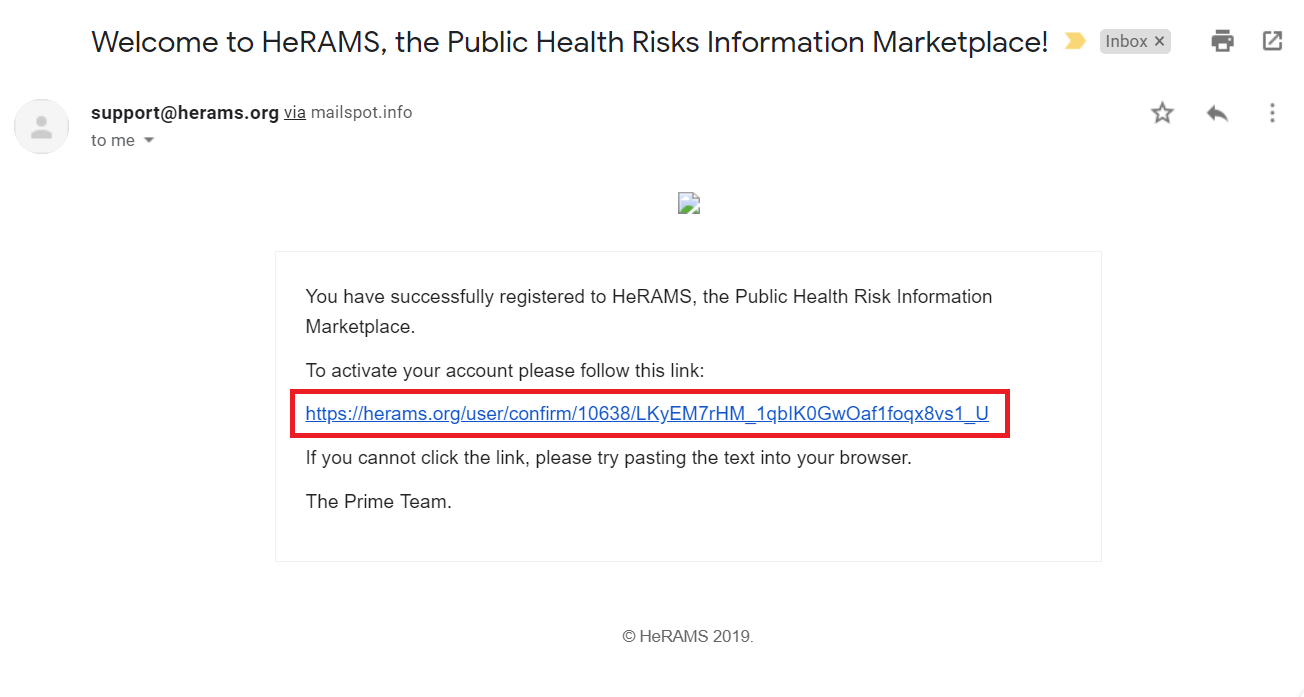 Welcome to HeRAMS, the Public Health Risks Information Marketplace!
Inbox ×
support@herams.org via mailspot.info
to me
You have successfully registered to HeRAMS, the Public Health Risk Information
Marketplace.
To activate your account please follow this link:
https://herams.org/user/confirm/10638/LKyEM7rHM_1qbIK0GwOaf1foqx8vs1_U
If you cannot click the link, please try pasting the text into your browser.
The Prime Team.
© HeRAMS 2019.